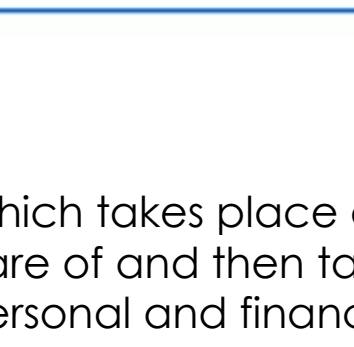 hich takes place
are of and then ta
ersonal and financ